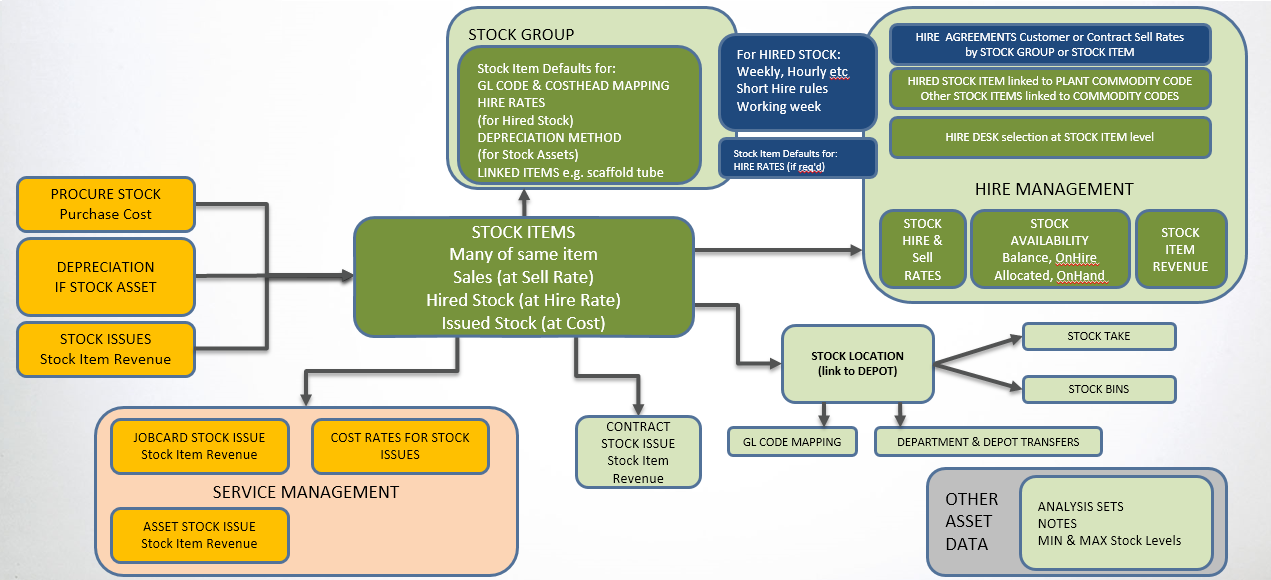 STOCK GROUP
Stock Item Defaults for:
GL CODE & COSTHEAD MAPPING
HIRE RATES
(for Hired Stock)
DEPRECIATION METHOD
(for Stock Assets)
LINKED ITEMS e.g. scaffold tube
For HIRED STOCK:
Weekly, Hourly etc
Short Hire rules
Working week
Stock Item Defaults for:
HIRE RATES (if req'd)
HIRE  AGREEMENTS Customer or Contract Sell Rates
by STOCK GROUP or STOCK ITEM
HIRED STOCK ITEM linked to PLANT COMMODITY CODE
Other STOCK ITEMS linked to COMMODITY CODES
HIRE DESK selection at STOCK ITEM level
HIRE MANAGEMENT
STOCK
HIRE &
Sell
RATES
STOCK
AVAILABILITY
Balance, OnHire
Allocated, OnHand
STOCK
ITEM
REVENUE
PROCURE STOCK
Purchase Cost
DEPRECIATION
IF STOCK ASSET
STOCK ISSUES
Stock Item Revenue
STOCK ITEMS
Many of same item
Sales (at Sell Rate)
Hired Stock (at Hire Rate)
Issued Stock (at Cost)
STOCK LOCATION
(link to DEPOT)
STOCK TAKE
STOCK BINS
GL CODE MAPPING
DEPARTMENT & DEPOT TRANSFERS
JOBCARD STOCK ISSUE
Stock Item Revenue
COST RATES FOR STOCK
ISSUES
SERVICE MANAGEMENT
ASSET STOCK ISSUE
Stock Item Revenue
CONTRACT
STOCK ISSUE
Stock Item
Revenue
OTHER
ASSET
DATA
ANALYSIS SETS
NOTES
MIN & MAX Stock Levels